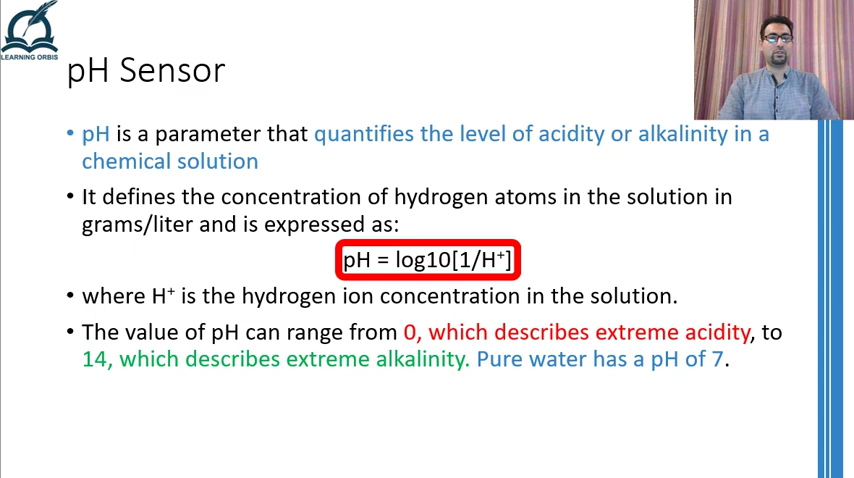 LEARNING ORBIS
pH Sensor
• pH is a parameter that quantifies the level of acidity or alkalinity in a
chemical solution
• It defines the concentration of hydrogen atoms in the solution in
grams/liter and is expressed as:
pH = log10[1/H⁺]
• where H⁺ is the hydrogen ion concentration in the solution.
• The value of pH can range from 0, which describes extreme acidity, to
14, which describes extreme alkalinity. Pure water has a pH of 7.